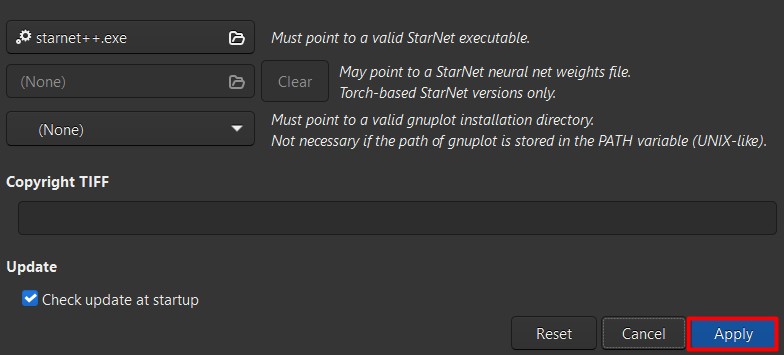 starnet++.exe Must point to a valid StarNet executable.
(None) Clear May point to a StarNet neural net weights file.
Torch-based StarNet versions only.
(None) Must point to a valid gnuplot installation directory.
Not necessary if the path of gnuplot is stored in the PATH variable (UNIX-like).
Copyright TIFF
Update
Check update at startup
Reset Cancel Apply